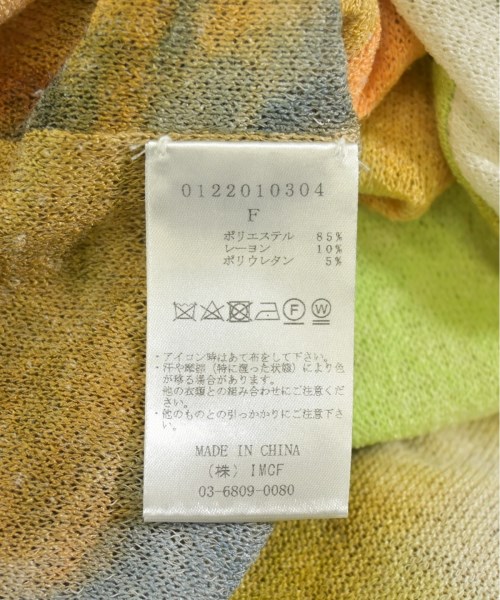 0122010304
F
ポリエステル 85%
レーヨン 10%
ポリウレタン 5%
F W
・アイコン時はあて布をして下さい。
・汗や摩擦（特に湿った状態）により色
が移る場合があります。
他の衣類との組み合わせにご注意くだ
さい。
・他のものとの引っかかりにご注意下さ
い。
MADE IN CHINA
（株）IMCF
03-6809-0080